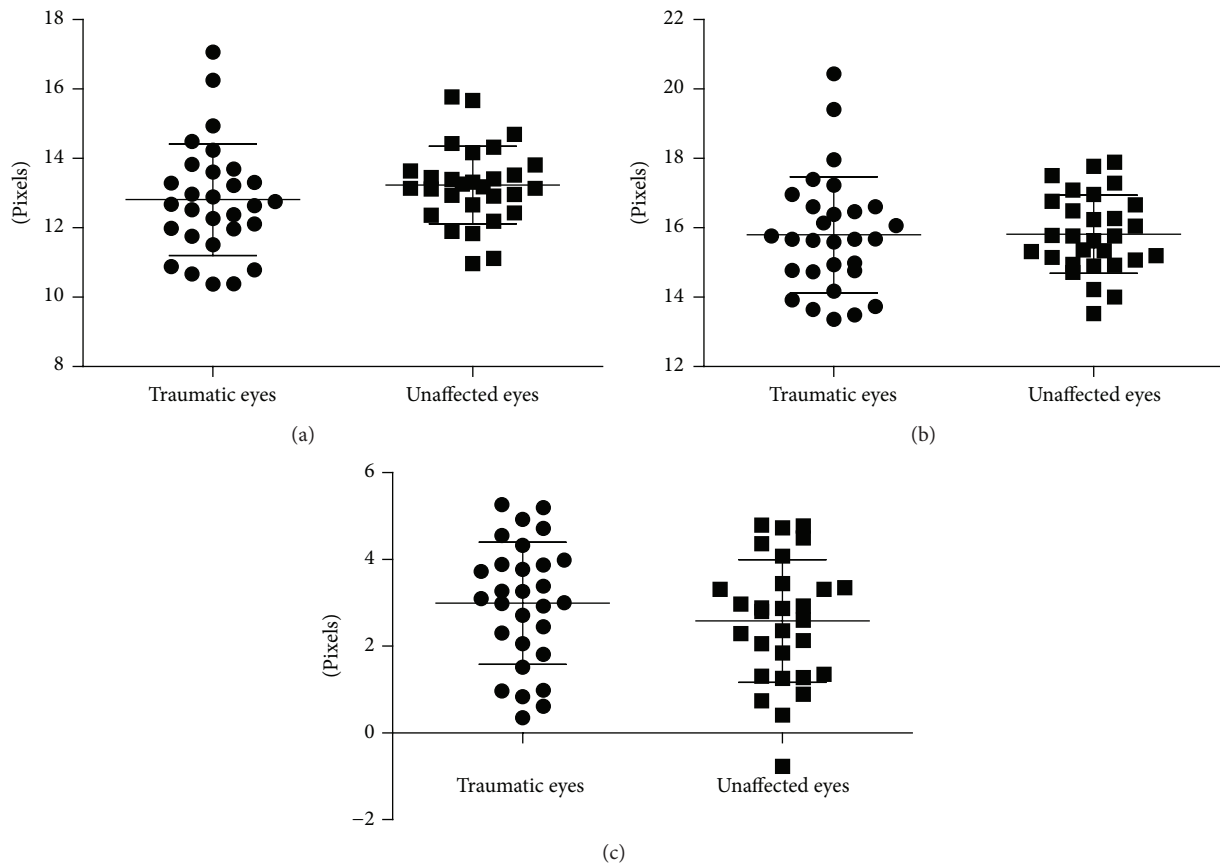 18
16
14
12
10
8
(Pixels)
Traumatic eyes
Unaffected eyes
(a)
22
20
18
16
14
12
(Pixels)
Traumatic eyes
Unaffected eyes
(b)
6
4
2
0
−2
(Pixels)
Traumatic eyes
Unaffected eyes
(c)